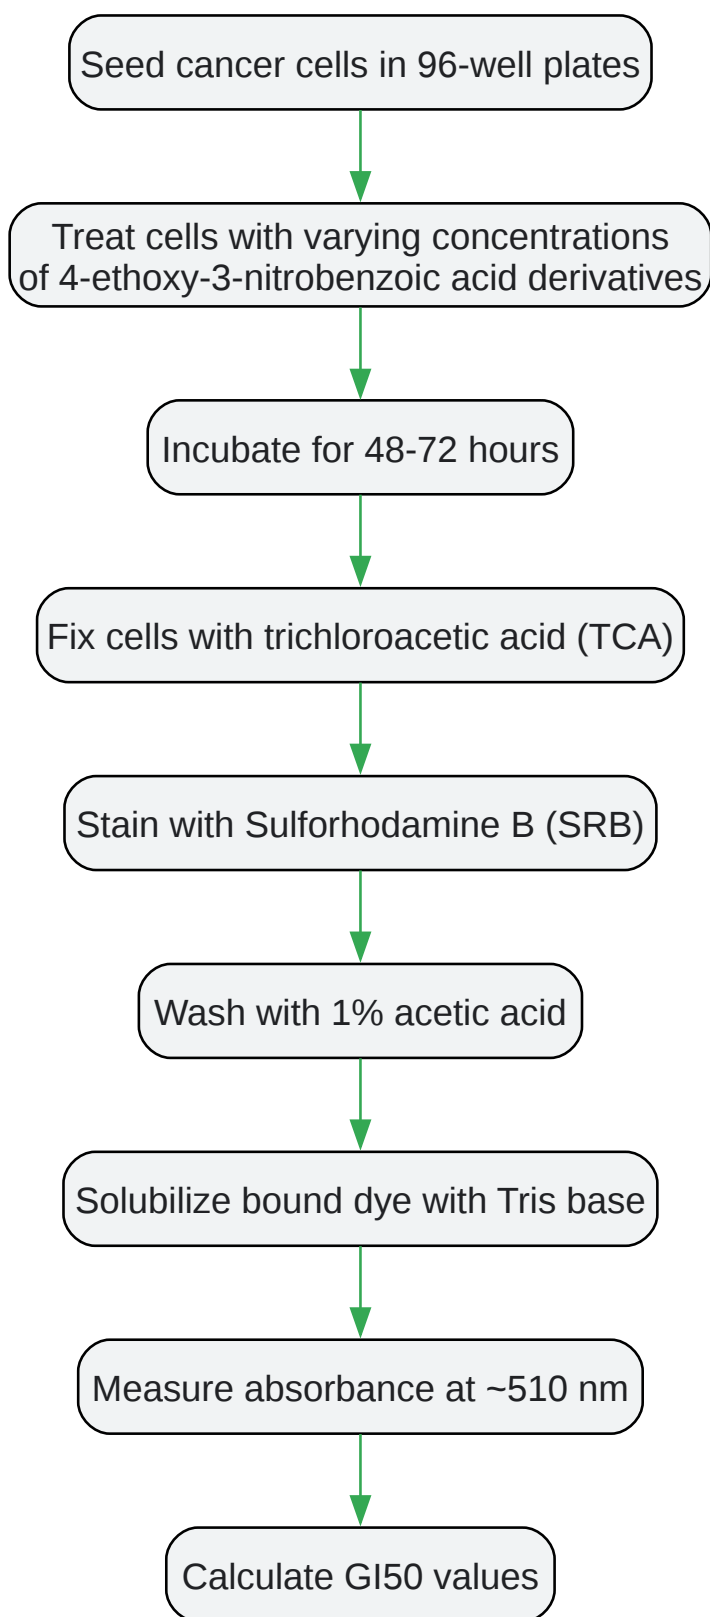 Seed cancer cells in 96-well plates
Treat cells with varying concentrations
of 4-ethoxy-3-nitrobenzoic acid derivatives
Incubate for 48-72 hours
Fix cells with trichloroacetic acid (TCA)
Stain with Sulforhodamine B (SRB)
Wash with 1% acetic acid
Solubilize bound dye with Tris base
Measure absorbance at ~510 nm
Calculate GI50 values